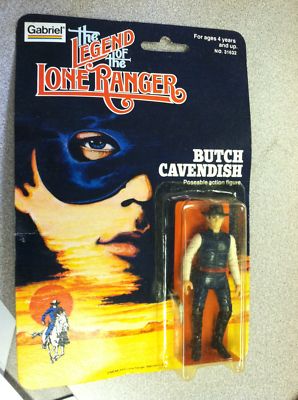 Gabriel
the
LEGEND
OF
the
LONE RANGER
For ages 4 years
and up.
NO. 31632
BUTCH
CAVENDISH
Poseable action figure.